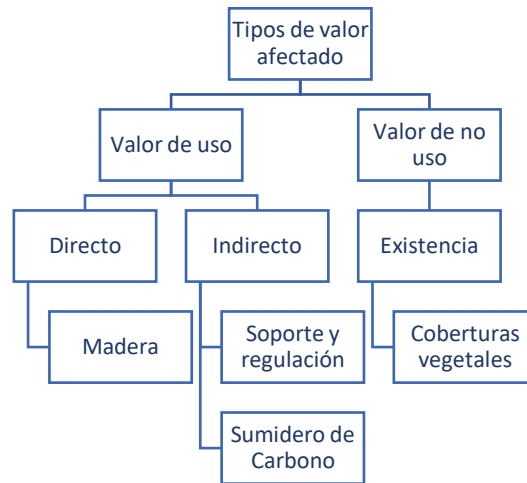 Tipos de valor
afectado
Valor de uso
Valor de no
uso
Directo
Indirecto
Existencia
Madera
Soporte y
regulación
Coberturas
vegetales
Sumidero de
Carbono